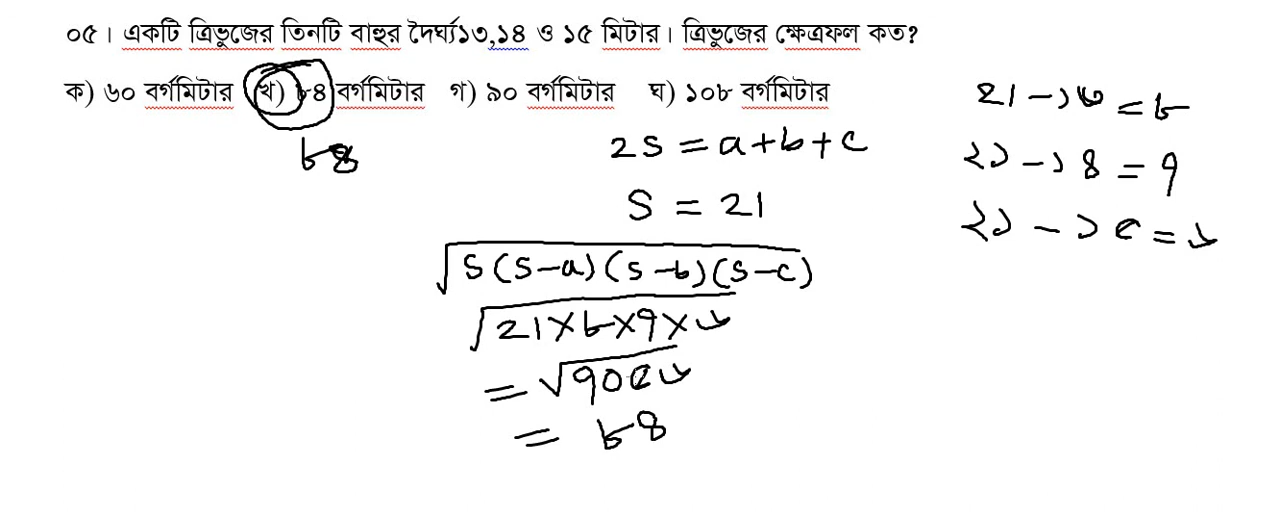 ০৫। একটি ত্রিভুজের তিনটি বাহুর দৈর্ঘ্য১৩,১৪ ও ১৫ মিটার। ত্রিভুজের ক্ষেত্রফল কত?
ক) ৬০ বর্গমিটার খ) ৮৪ বর্গমিটার গ) ৯০ বর্গমিটার ঘ) ১০৮ বর্গমিটার
21 - ১৩ = ৮
৮৪
2S = a+b+c
২১ - ১৪ = ৭
S = 21
২১ - ১৫ = ৬
√S(S-a)(S-b)(S-c)
√21×৮×৭×৬
= √৭০৫৬
= ৮৪